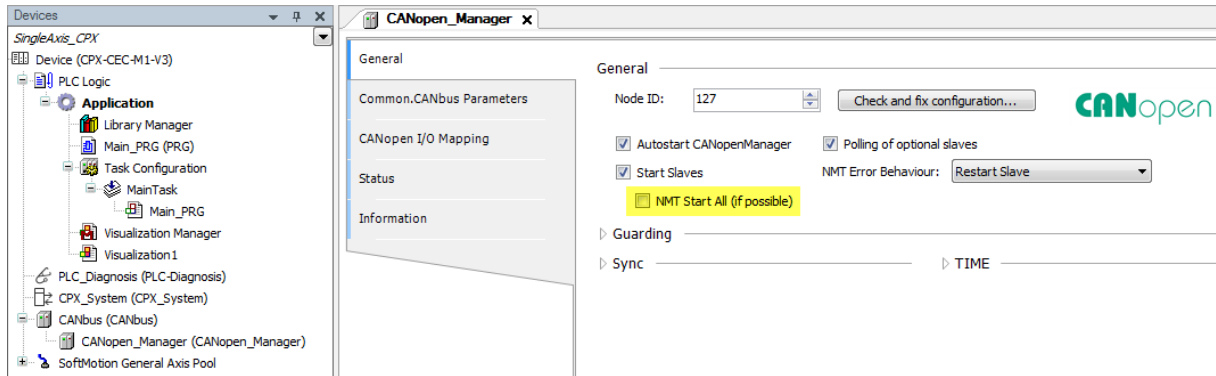 Devices
SingleAxis_CPX
Device (CPX-CEC-M1-V3)
PLC Logic
Application
Library Manager
Main_PRG (PRG)
Task Configuration
MainTask
Main_PRG
Visualization Manager
Visualization1
PLC_Diagnosis (PLC-Diagnosis)
CPX_System (CPX_System)
CANbus (CANbus)
CANopen_Manager (CANopen_Manager)
SoftMotion General Axis Pool
CANopen_Manager
General
Common.CANbus Parameters
CANopen I/O Mapping
Status
Information
General
Node ID: 127 Check and fix configuration... CANopen
Autostart CANopenManager Polling of optional slaves
Start Slaves NMT Error Behaviour: Restart Slave
NMT Start All (if possible)
Guarding
Sync TIME